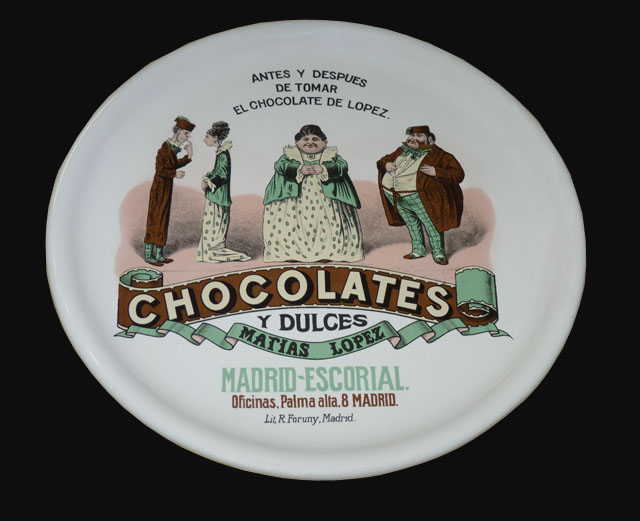 ANTES Y DESPUES
DE TOMAR
EL CHOCOLATE DE LOPEZ.
CHOCOLATES
Y DULCES
MATIAS LOPEZ
MADRID-ESCORIAL.
Oficinas, Palma alta, 8 MADRID.
Lit, R. Foruny, Madrid.